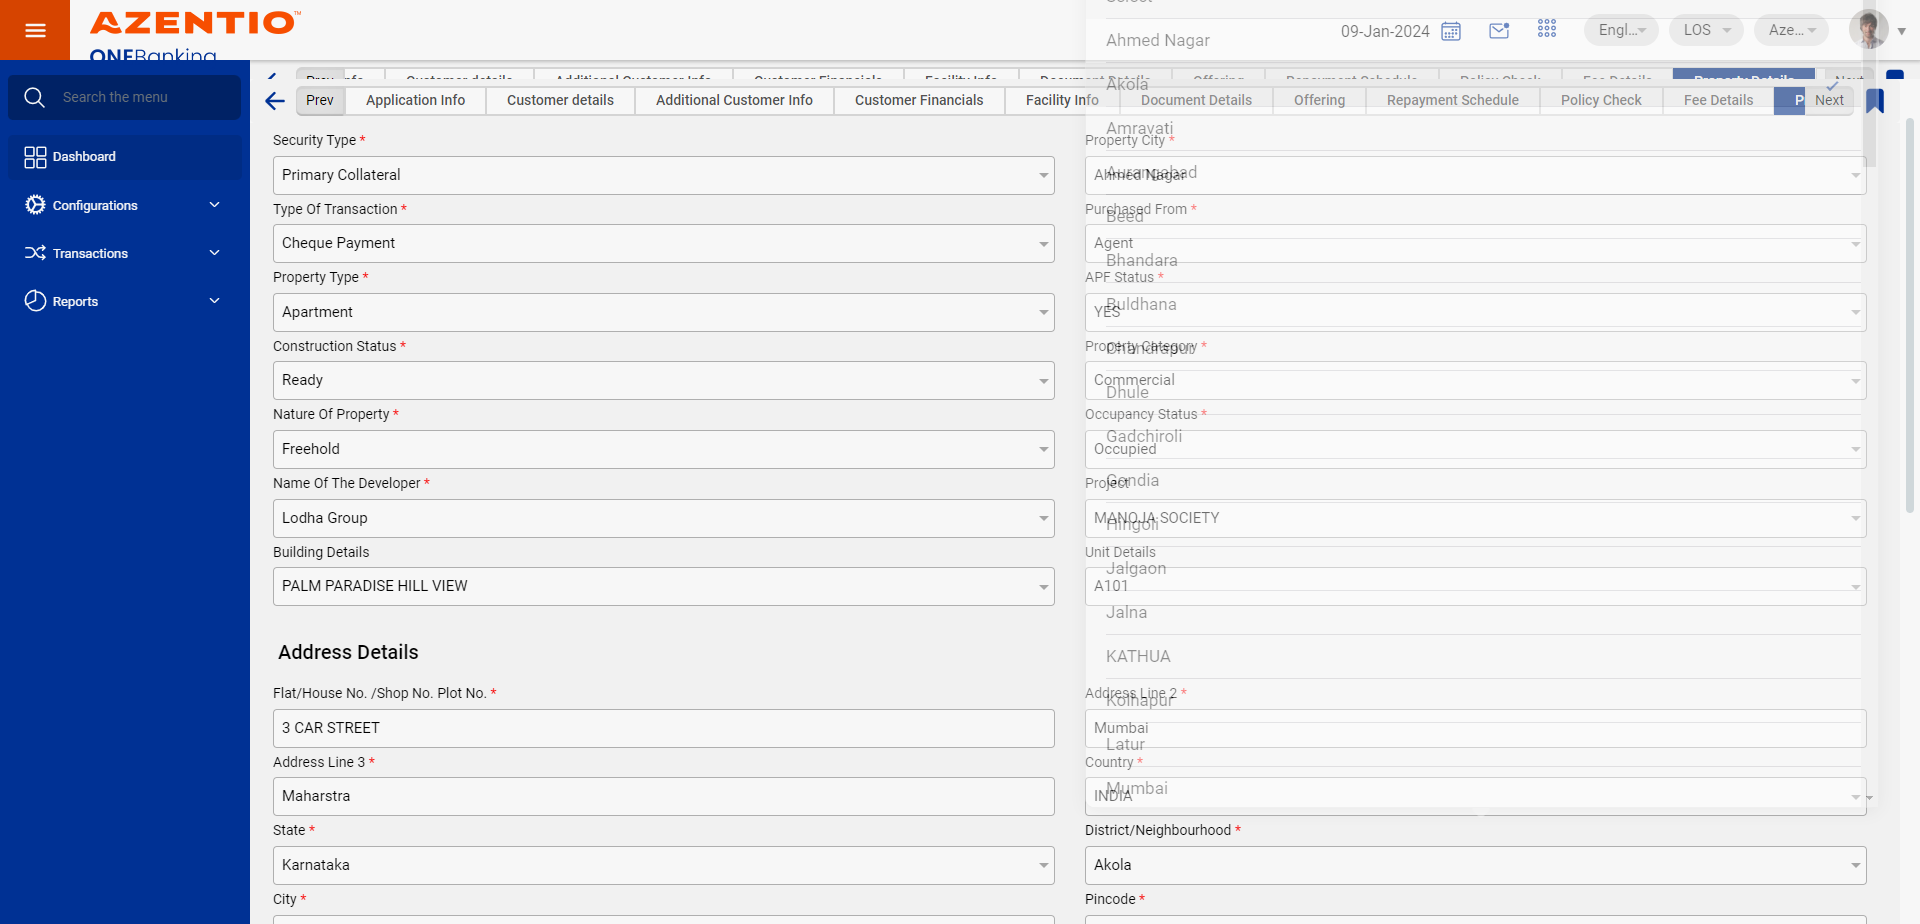 AZENTIO™
ONEBanking
09-Jan-2024
Engl...
LOS
Aze...
Search the menu
Dashboard
Configurations
Transactions
Reports
Prev
Application Info
Customer details
Additional Customer Info
Customer Financials
Facility Info
Document Details
Offering
Repayment Schedule
Policy Check
Fee Details
P
Next
Security Type *
Primary Collateral
Property City *
Ahmed Nagar
Type Of Transaction *
Cheque Payment
Purchased From *
Agent
Property Type *
Apartment
APF Status *
YES
Construction Status *
Ready
Property Category *
Commercial
Nature Of Property *
Freehold
Occupancy Status *
Occupied
Name Of The Developer *
Lodha Group
Project
MANOJA SOCIETY
Building Details
PALM PARADISE HILL VIEW
Unit Details
A101
Address Details
Flat/House No. /Shop No. Plot No. *
3 CAR STREET
Address Line 2 *
Mumbai
Address Line 3 *
Maharstra
Country *
INDIA
State *
Karnataka
District/Neighbourhood *
Akola
City *
Pincode *
Select
Ahmed Nagar
Akola
Amravati
Aurangabad
Beed
Bhandara
Buldhana
Chandrapur
Dhule
Gadchiroli
Gondia
Hingoli
Jalgaon
Jalna
KATHUA
Kolhapur
Latur
Mumbai